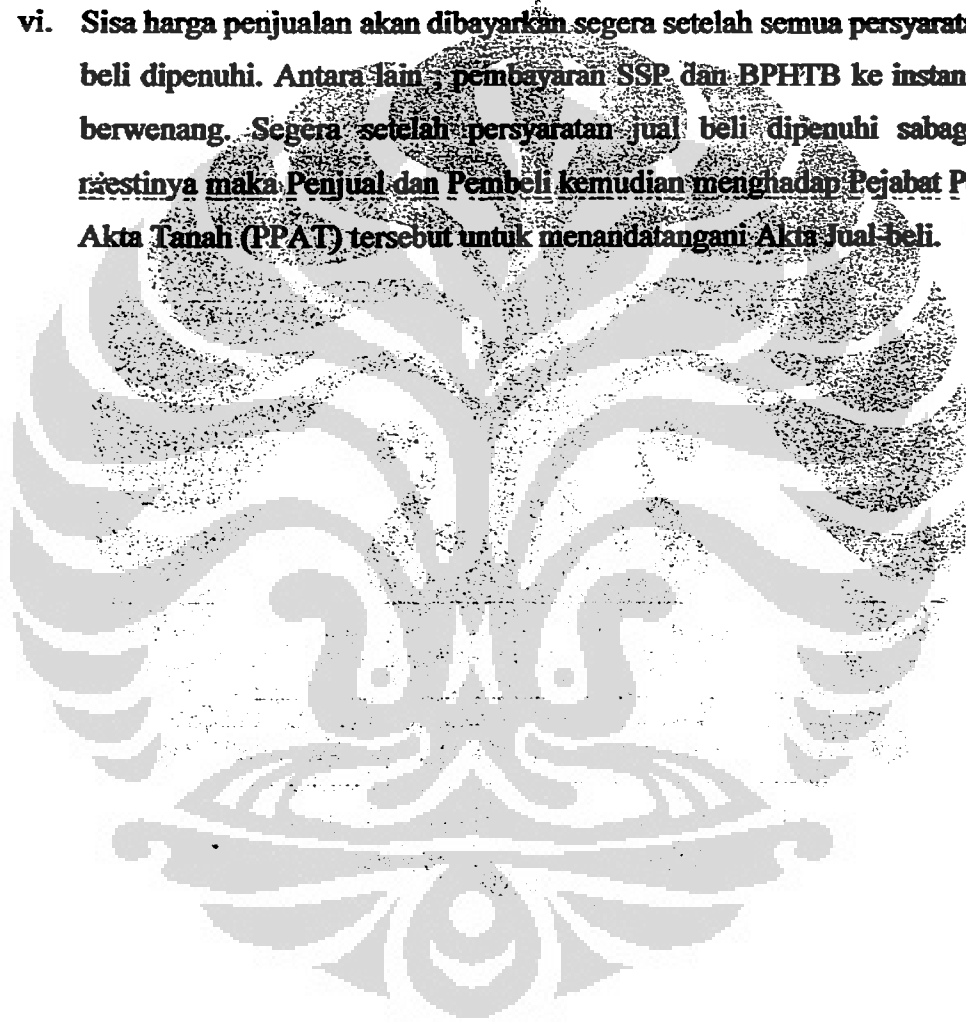 vi. Sisa harga penjualan akan dibayarkan segera setelah semua persyarat
beli dipenuhi. Antara lain ; pembayaran SSP dan BPHTB ke instan
berwenang. Segera setelah persyaratan jual beli dipenuhi sabag
mestinya maka Penjual dan Pembeli kemudian menghadap Pejabat P
Akta Tanah (PPAT) tersebut untuk menandatangani Akta Jual-beli.